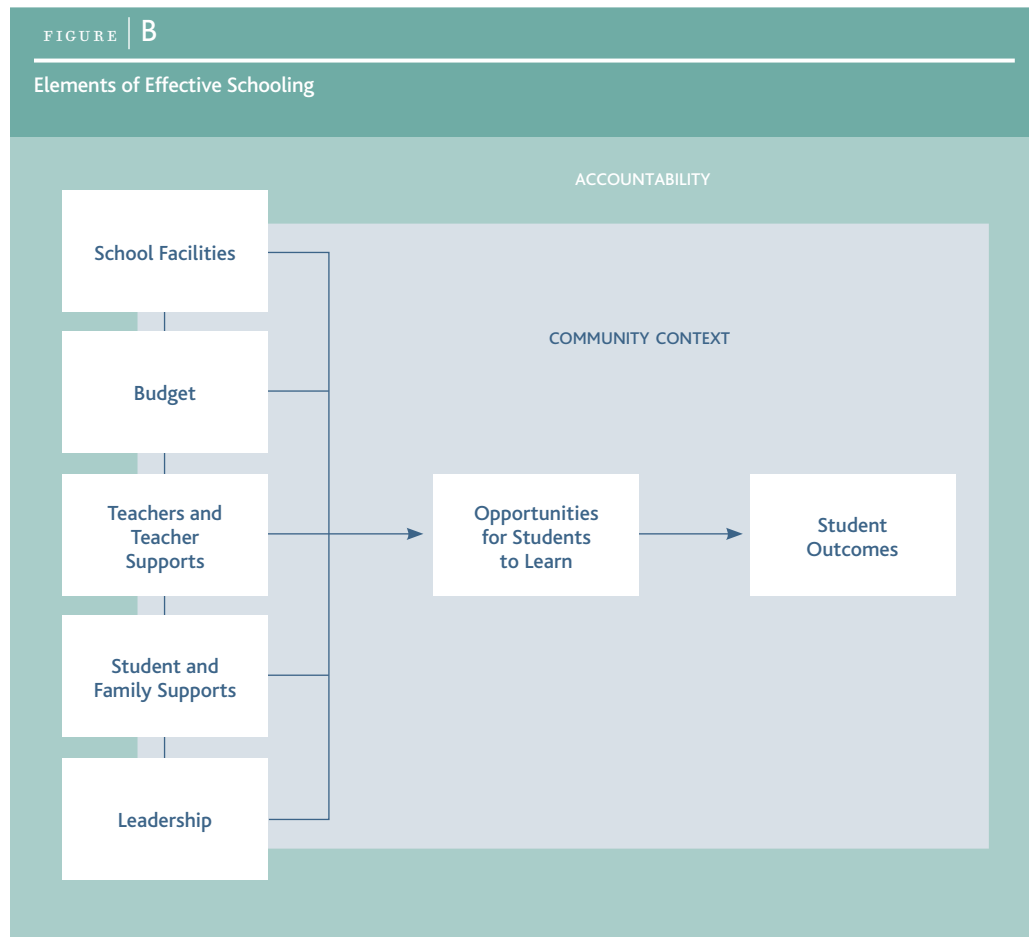 FIGURE B
Elements of Effective Schooling
ACCOUNTABILITY
School Facilities
COMMUNITY CONTEXT
Budget
Teachers and
Teacher
Supports
Opportunities
for Students
to Learn
Student
Outcomes
Student and
Family Supports
Leadership